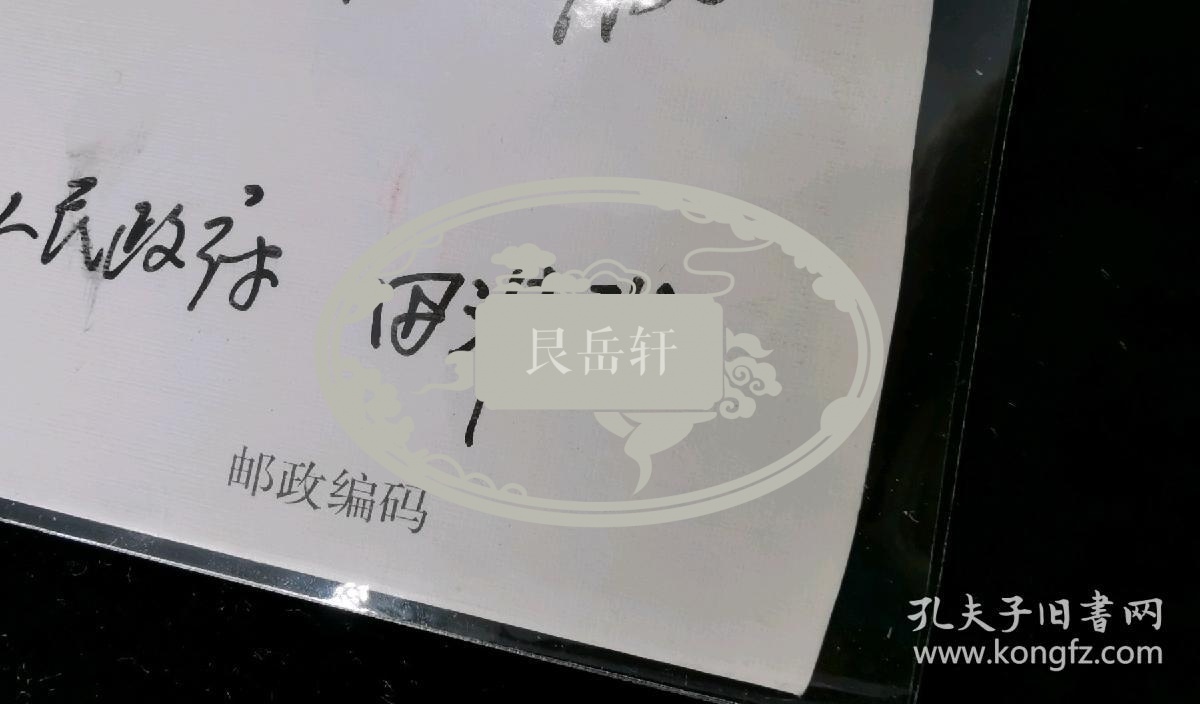 人民政府 田
艮岳轩
邮政编码
孔夫子旧書网
www.kongfz.com